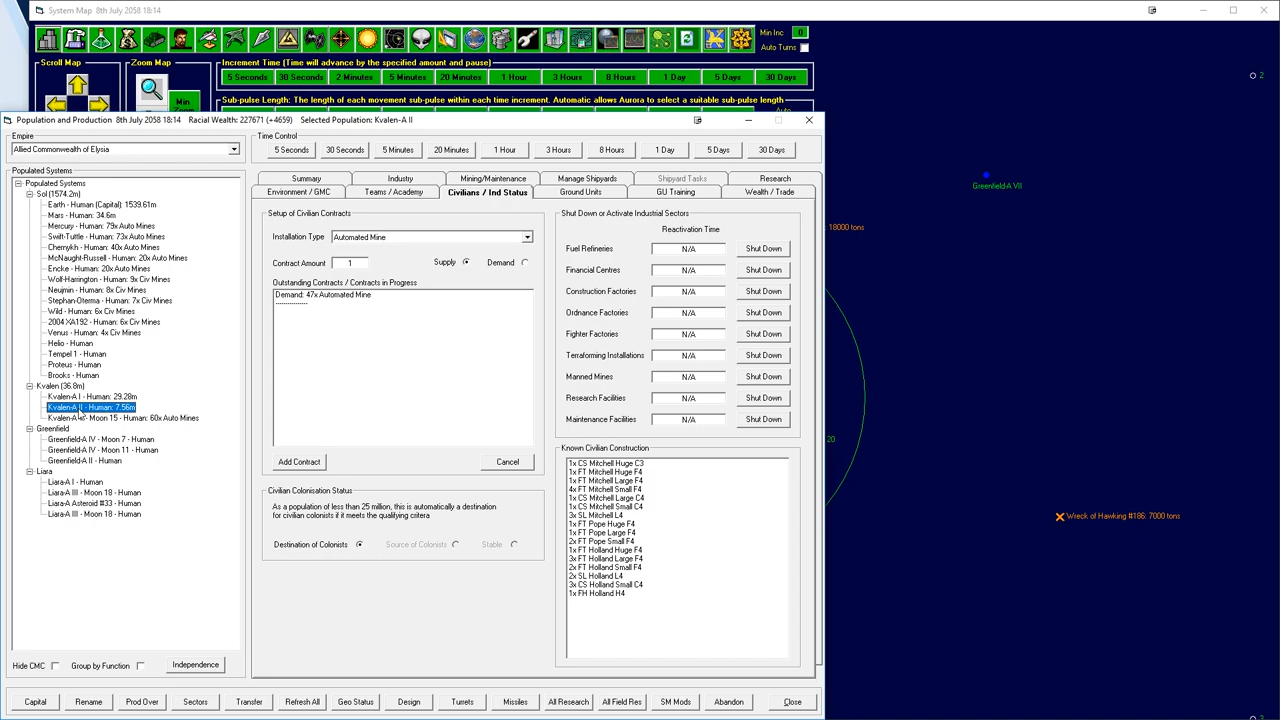 System Map 8th July 2058 18:14
Min Inc 0
Auto Turns
Scroll Map
Zoom Map
Min
Zoom
Increment Time (Time will advance by the specified amount and pause)
5 Seconds 30 Seconds 2 Minutes 5 Minutes 20 Minutes 1 Hour 3 Hours 8 Hours 1 Day 5 Days 30 Days
Sub-pulse Length: The length of each movement sub-pulse within each time increment. Automatic allows Aurora to select a suitable sub-pulse length
Population and Production 8th July 2058 18:14 Racial Wealth: 227671 (+4659) Selected Population: Kvalen-A II
Empire
Allied Commonwealth of Elysia
Populated Systems
Populated Systems
Sol (1574.2m)
Earth - Human (Capital): 1539.61m
Mars - Human: 34.6m
Mercury - Human: 79x Auto Mines
Swift-Tuttle - Human: 73x Auto Mines
Chernykh - Human: 40x Auto Mines
McNaught-Russell - Human: 20x Auto Mines
Encke - Human: 20x Auto Mines
Wolf-Harrington - Human: 9x Civ Mines
Neujmin - Human: 8x Civ Mines
Stephan-Oterma - Human: 7x Civ Mines
Wild - Human: 6x Civ Mines
2004 XA192 - Human: 6x Civ Mines
Venus - Human: 4x Civ Mines
Helio - Human
Tempel 1 - Human
Proteus - Human
Brooks - Human
Kvalen (36.8m)
Kvalen-A I - Human: 29.28m
Kvalen-A II - Human: 7.56m
Moon 15 - Human: 60x Auto Mines
Greenfield
Greenfield-A IV - Moon 7 - Human
Greenfield-A IV - Moon 11 - Human
Greenfield-A II - Human
Liara
Liara-A I - Human
Liara-A III - Moon 18 - Human
Liara-A Asteroid #33 - Human
Liara-A III - Moon 18 - Human
Hide CMC Group by Function Independence
Time Control
5 Seconds 30 Seconds 5 Minutes 20 Minutes 1 Hour 3 Hours 8 Hours 1 Day 5 Days 30 Days
Summary Industry Mining/Maintenance Manage Shipyards Shipyard Tasks Research
Environment / GMC Teams / Academy Civilians / Ind Status Ground Units GU Training Wealth / Trade
Setup of Civilian Contracts
Installation Type Automated Mine
Contract Amount 1 Supply Demand
Outstanding Contracts / Contracts in Progress
Demand: 47x Automated Mine
---------------
Add Contract Cancel
Civilian Colonisation Status
As a population of less than 25 million, this is automatically a destination
for civilian colonists if it meets the qualifying critera
Destination of Colonists Source of Colonists Stable
Shut Down or Activate Industrial Sectors
Reactivation Time
Fuel Refineries N/A Shut Down
Financial Centres N/A Shut Down
Construction Factories N/A Shut Down
Ordnance Factories N/A Shut Down
Fighter Factories N/A Shut Down
Terraforming Installations N/A Shut Down
Manned Mines N/A Shut Down
Research Facilities N/A Shut Down
Maintenance Facilities N/A Shut Down
Known Civilian Construction
1x CS Mitchell Huge C3
1x FT Mitchell Huge F4
1x FT Mitchell Large F4
4x FT Mitchell Small F4
1x CS Mitchell Large C4
1x CS Mitchell Small C4
3x SL Mitchell L4
1x FT Pope Huge F4
1x FT Pope Large F4
2x FT Pope Small F4
1x FT Holland Huge F4
3x FT Holland Large F4
2x FT Holland Small F4
2x SL Holland L4
3x CS Holland Small C4
1x FH Holland H4
Capital Rename Prod Over Sectors Transfer Refresh All Geo Status Design Turrets Missiles All Research All Field Res SM Mods Abandon Close
2
Greenfield-A VII
18000 tons
20
Wreck of Hawking #186: 7000 tons